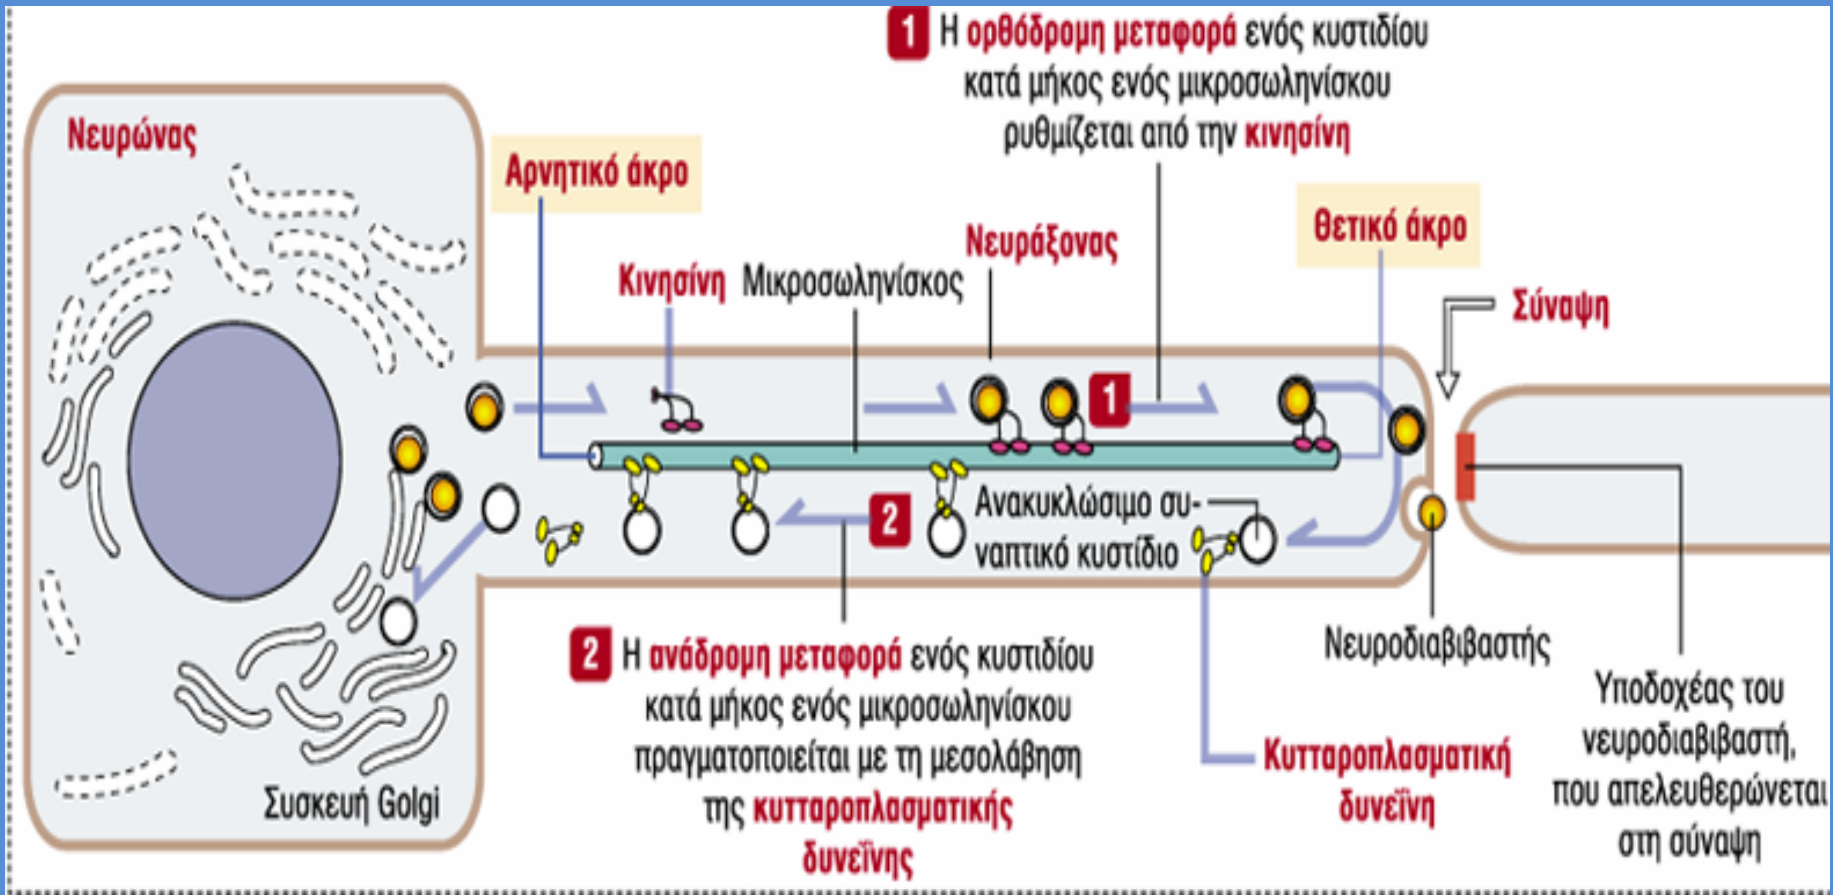 1 Η ορθόδρομη μεταφορά ενός κυστιδίου
κατά μήκος ενός μικροσωληνίσκου
ρυθμίζεται από την κινησίνη
Νευρώνας
Αρνητικό άκρο
Θετικό άκρο
Νευράξονας
Κινησίνη
Μικροσωληνίσκος
Σύναψη
1
2
Ανακυκλώσιμο συ-
ναπτικό κυστίδιο
Νευροδιαβιβαστής
2 Η ανάδρομη μεταφορά ενός κυστιδίου
κατά μήκος ενός μικροσωληνίσκου
πραγματοποιείται με τη μεσολάβηση
της κυτταροπλασματικής
δυνεΐνης
Κυτταροπλασματική
δυνεΐνη
Υποδοχέας του
νευροδιαβιβαστή,
που απελευθερώνεται
στη σύναψη
Συσκευή Golgi